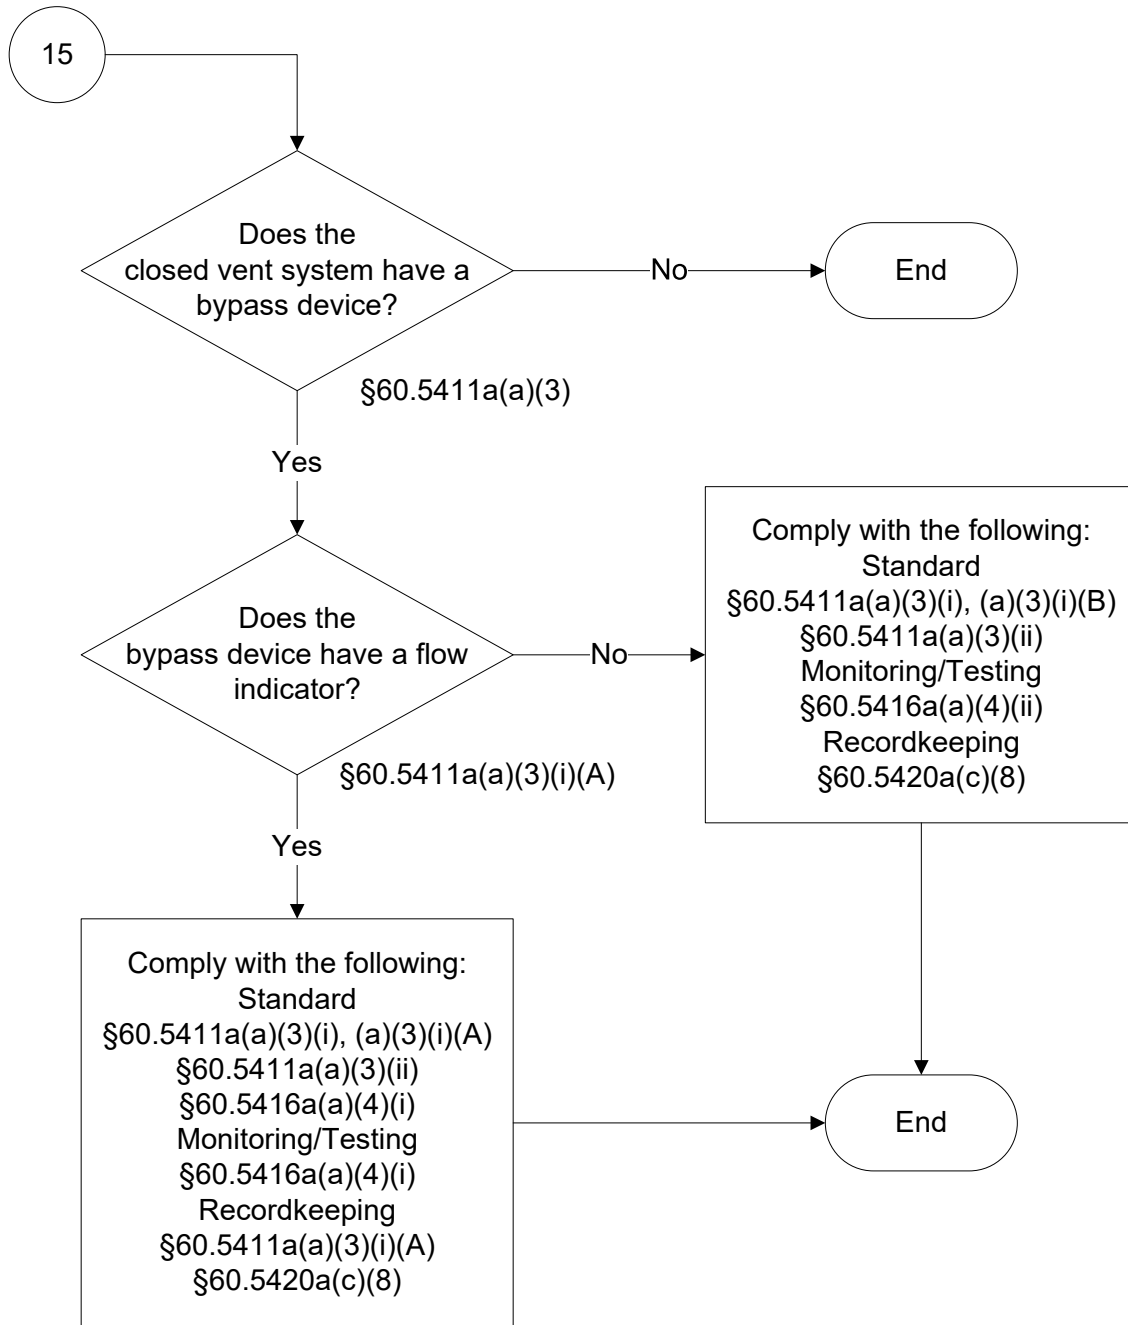 15
Does the
closed vent system have a
bypass device?
No
End
§60.5411a(a)(3)
Yes
Does the
bypass device have a flow
indicator?
No
§60.5411a(a)(3)(i)(A)
Comply with the following:
Standard
§60.5411a(a)(3)(i), (a)(3)(i)(B)
§60.5411a(a)(3)(ii)
Monitoring/Testing
§60.5416a(a)(4)(ii)
Recordkeeping
§60.5420a(c)(8)
Yes
Comply with the following:
Standard
§60.5411a(a)(3)(i), (a)(3)(i)(A)
§60.5411a(a)(3)(ii)
§60.5416a(a)(4)(i)
Monitoring/Testing
§60.5416a(a)(4)(i)
Recordkeeping
§60.5411a(a)(3)(i)(A)
§60.5420a(c)(8)
End